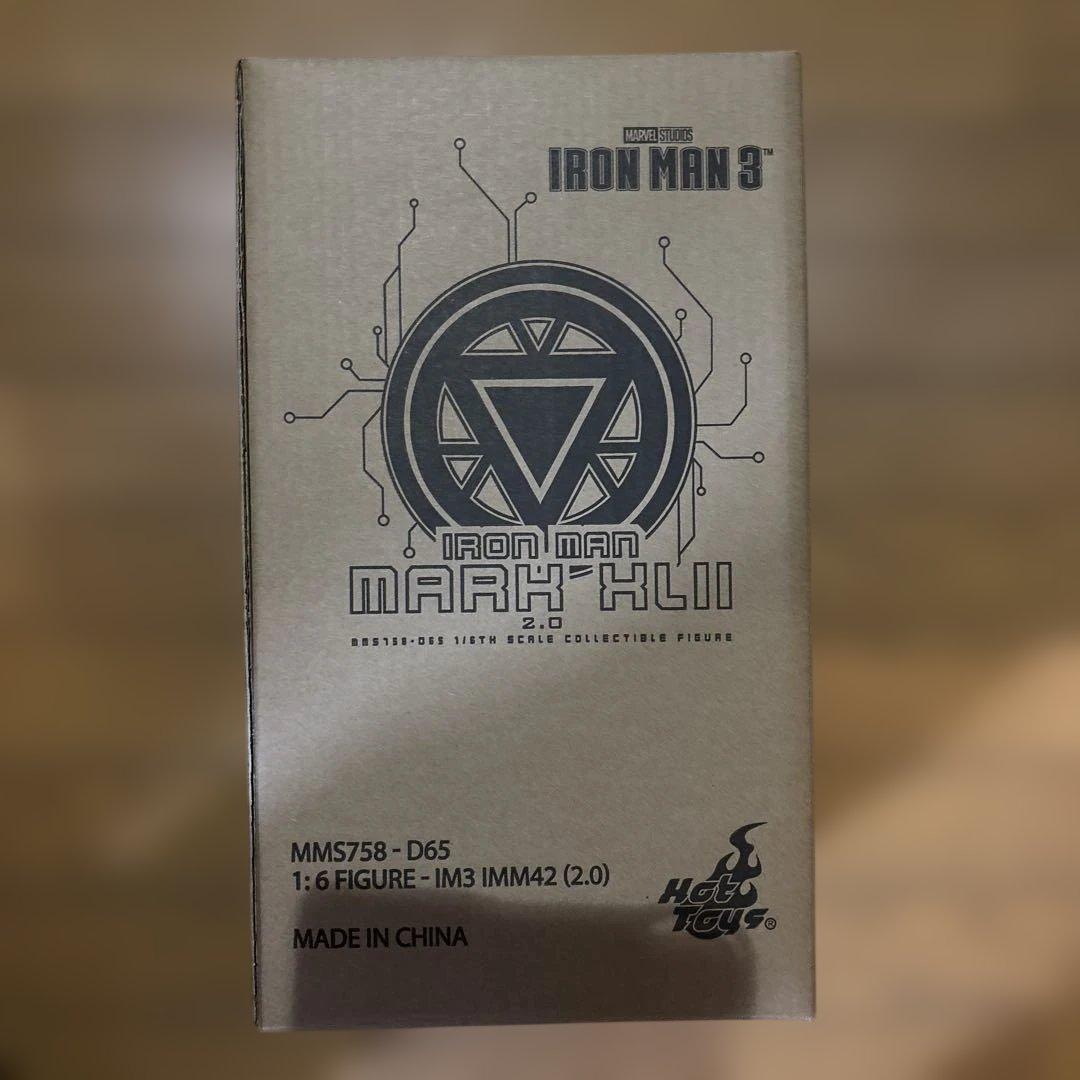 MARVEL STUDIOS
IRON MAN 3™
IRON MAN
MARK XLII
2.0
MMS758-D65 1/6TH SCALE COLLECTIBLE FIGURE
MMS758 - D65
1: 6 FIGURE - IM3 IMM42 (2.0)
MADE IN CHINA
Hot
Toys®